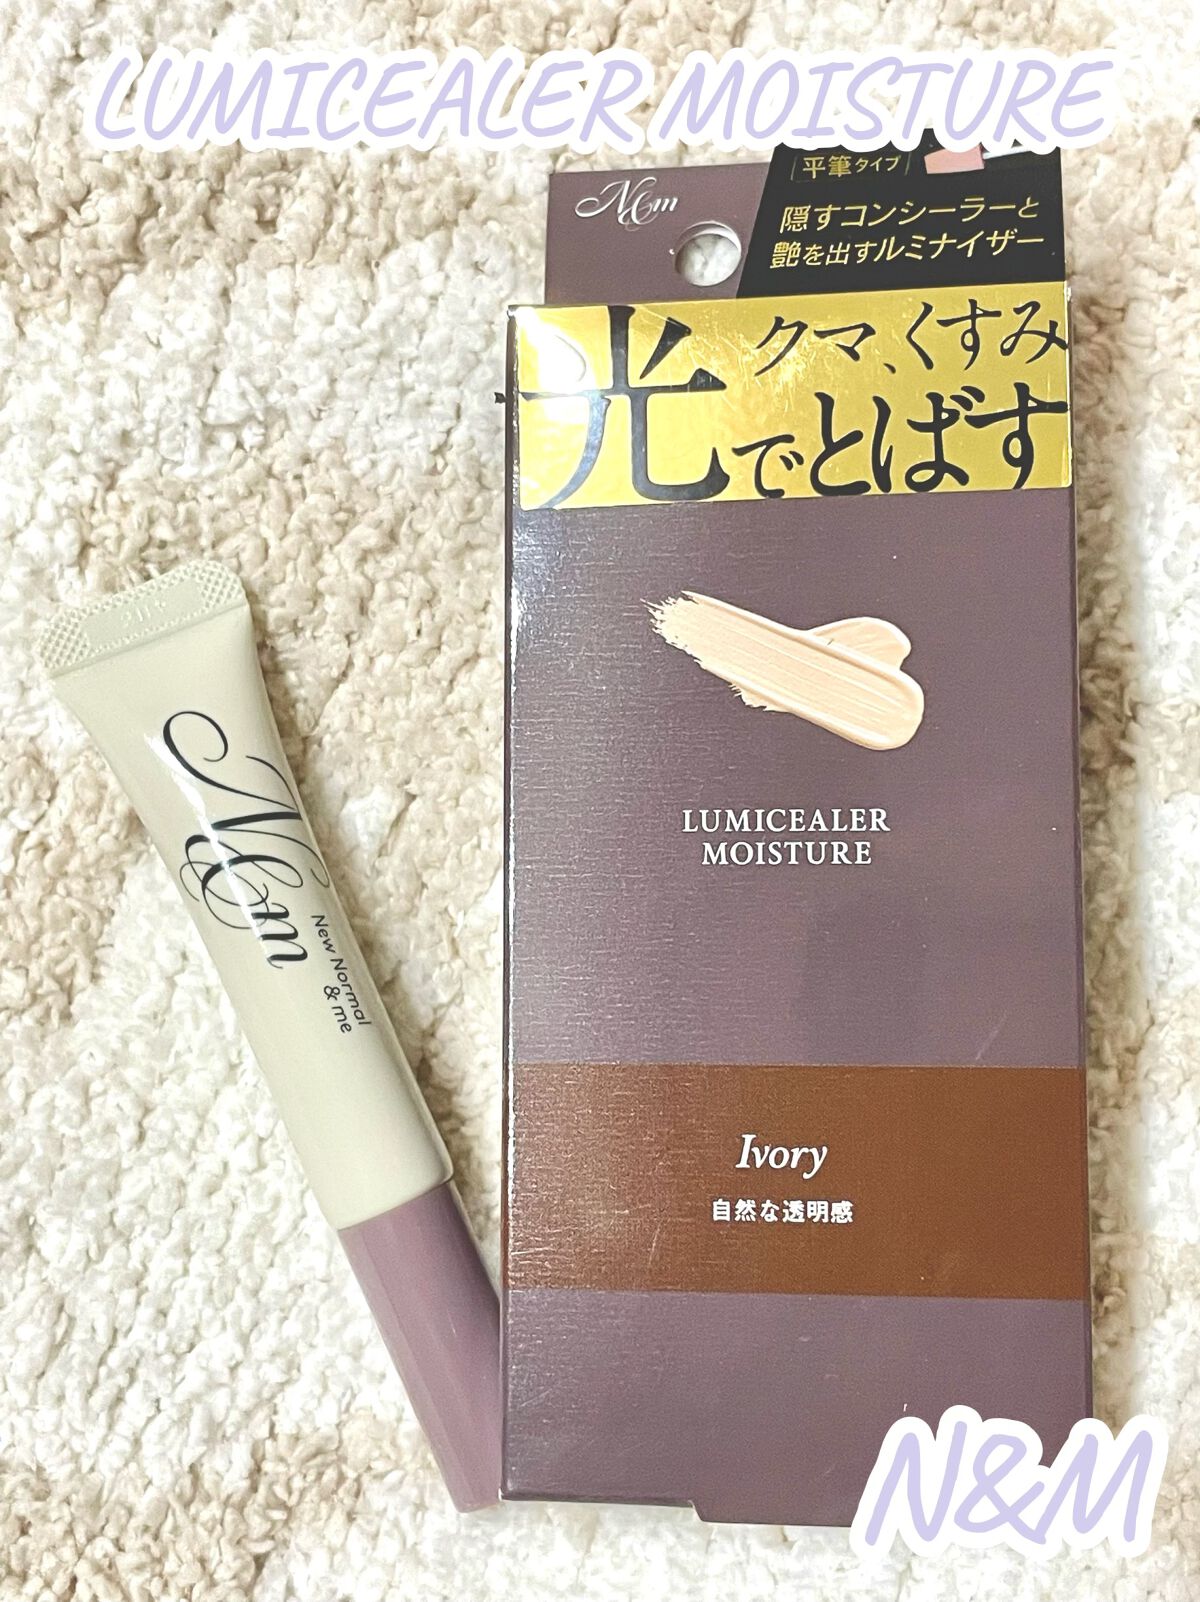 LUMICEALER MOISTURE
平筆タイプ
N&m
隠すコンシーラーと
艶を出すルミナイザー
クマ、くすみ
光でとばす
LUMICEALER
MOISTURE
Ivory
自然な透明感
N&m
New Normal
& me
N&M